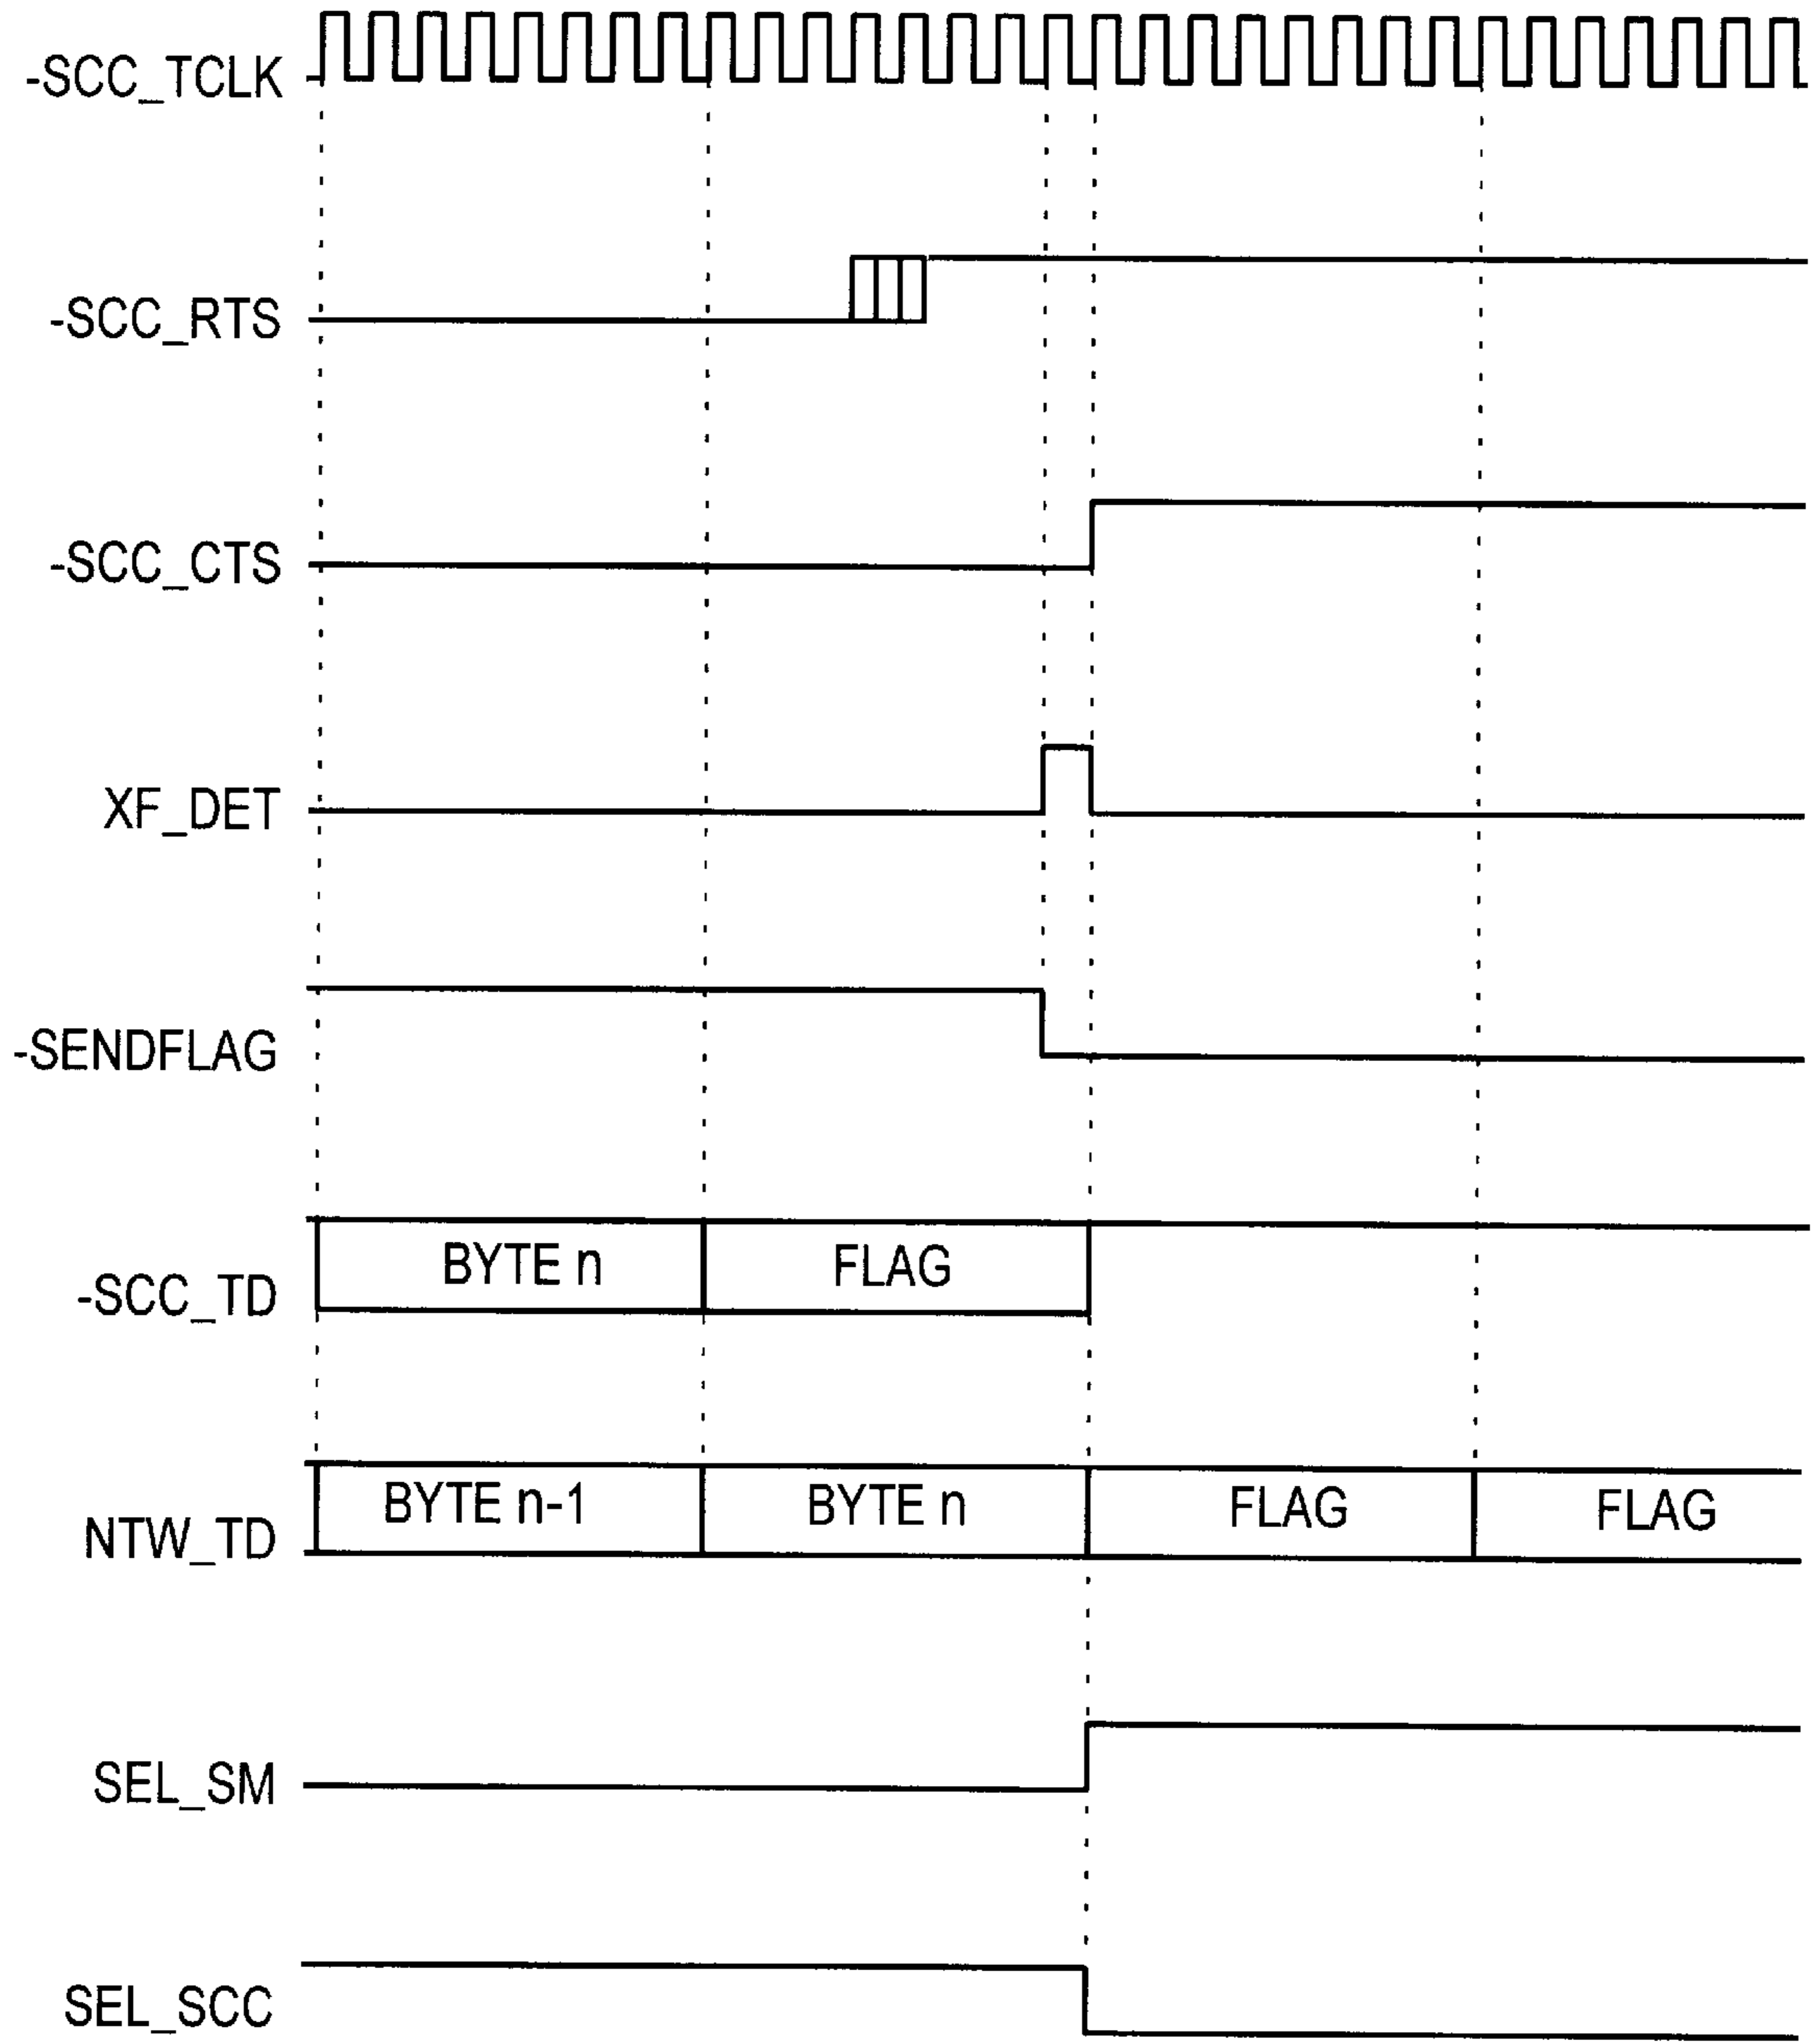 -SCC_TCLK
-SCC_RTS
-SCC_CTS
XF_DET
-SENDFLAG
-SCC_TD
BYTE n
FLAG
NTW_TD
BYTE n-1
BYTE n
FLAG
FLAG
SEL_SM
SEL_SCC